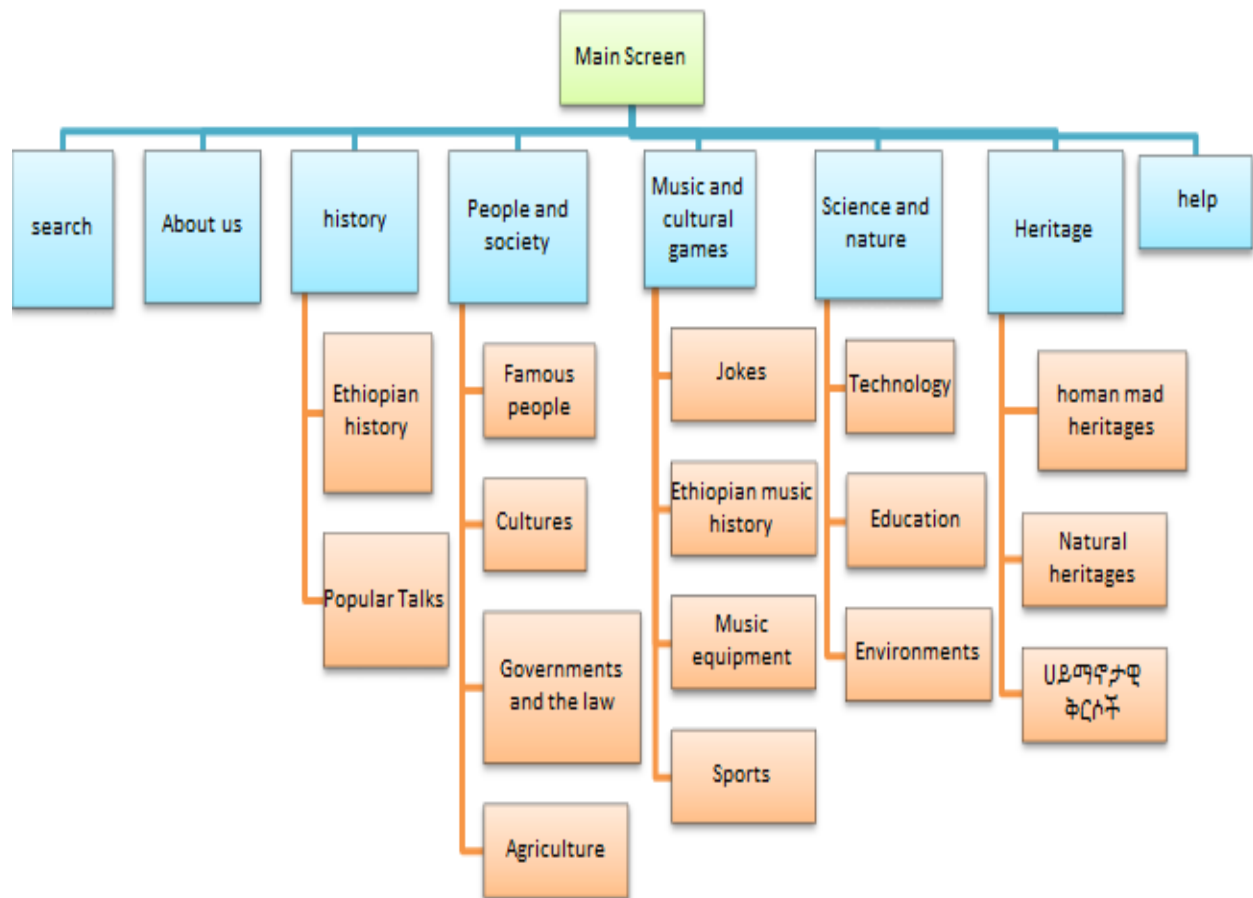 Main Screen
search
About us
history
People and
society
Music and
cultural
games
Science and
nature
Heritage
help
Ethiopian
history
Popular Talks
Famous
people
Cultures
Governments
and the law
Agriculture
Jokes
Ethiopian music
history
Music
equipment
Sports
Technology
Education
Environments
homan mad
heritages
Natural
heritages
ሀይማኖታዊ
ቅርሶች